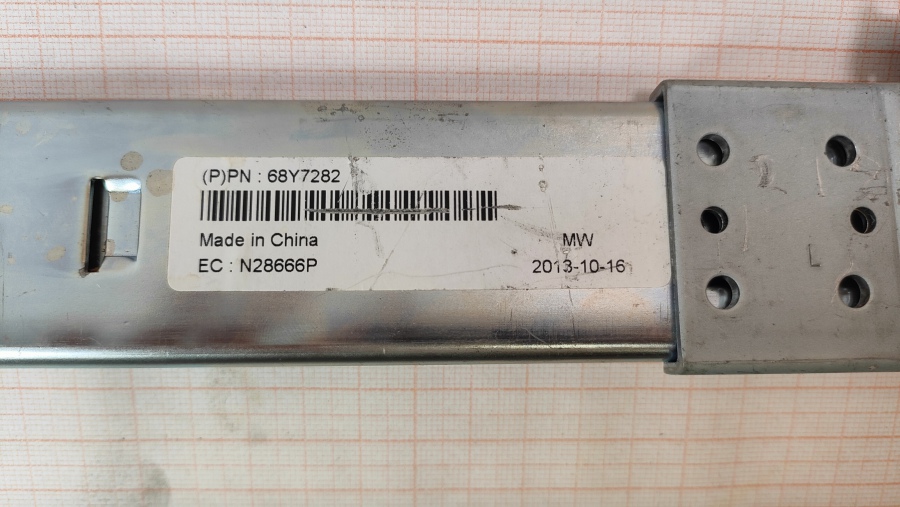 (P)PN : 68Y7282
Made in China
MW
EC : N28666P
2013-10-16
L